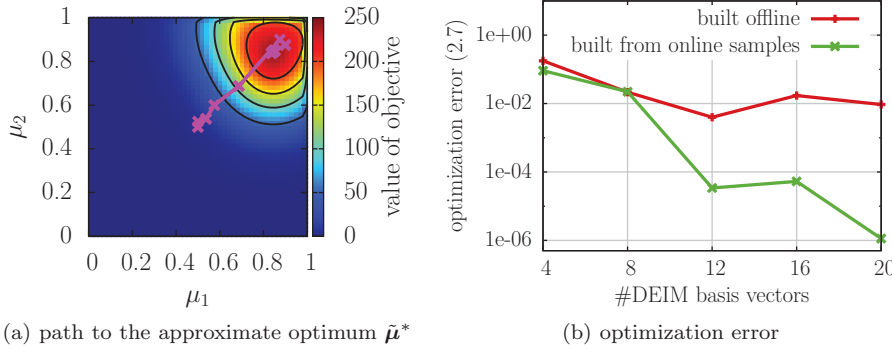 1
0.8
0.6
0.4
0.2
0
μ2
0 0.2 0.4 0.6 0.8 1
μ1
250
200
150
100
50
0
value of objective
(a) path to the approximate optimum μ̃*
built offline
built from online samples
1e+00
1e-02
1e-04
1e-06
optimization error (2.7)
4 8 12 16 20
#DEIM basis vectors
(b) optimization error